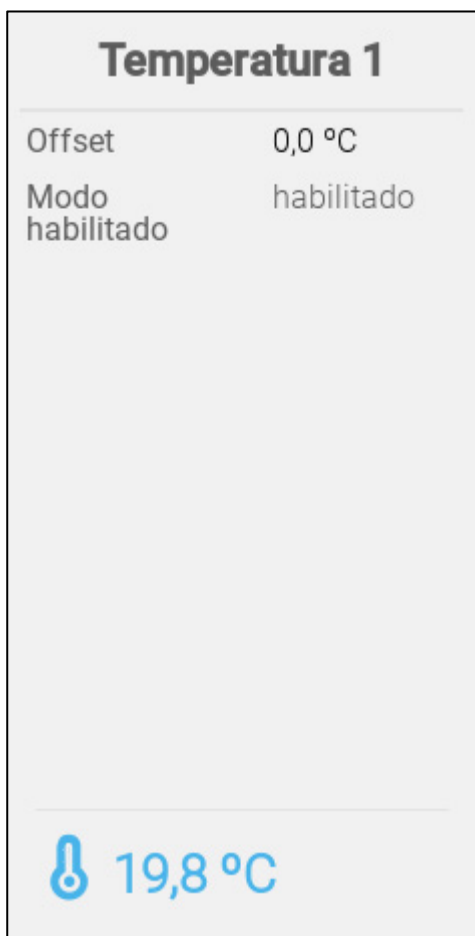 Temperatura 1
Offset 0,0 ºC
Modo habilitado
habilitado
19,8 ºC